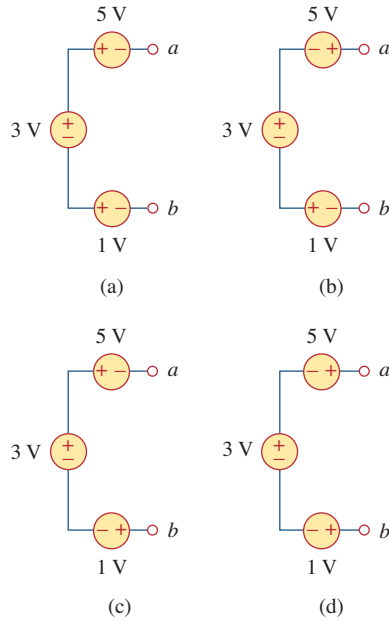 5 V 5 V
+ − a − + a
3 V + − 3 V + −
+ − b + − b
1 V 1 V
(a) (b)
5 V 5 V
+ − a − + a
3 V + − 3 V + −
− + b − + b
1 V 1 V
(c) (d)